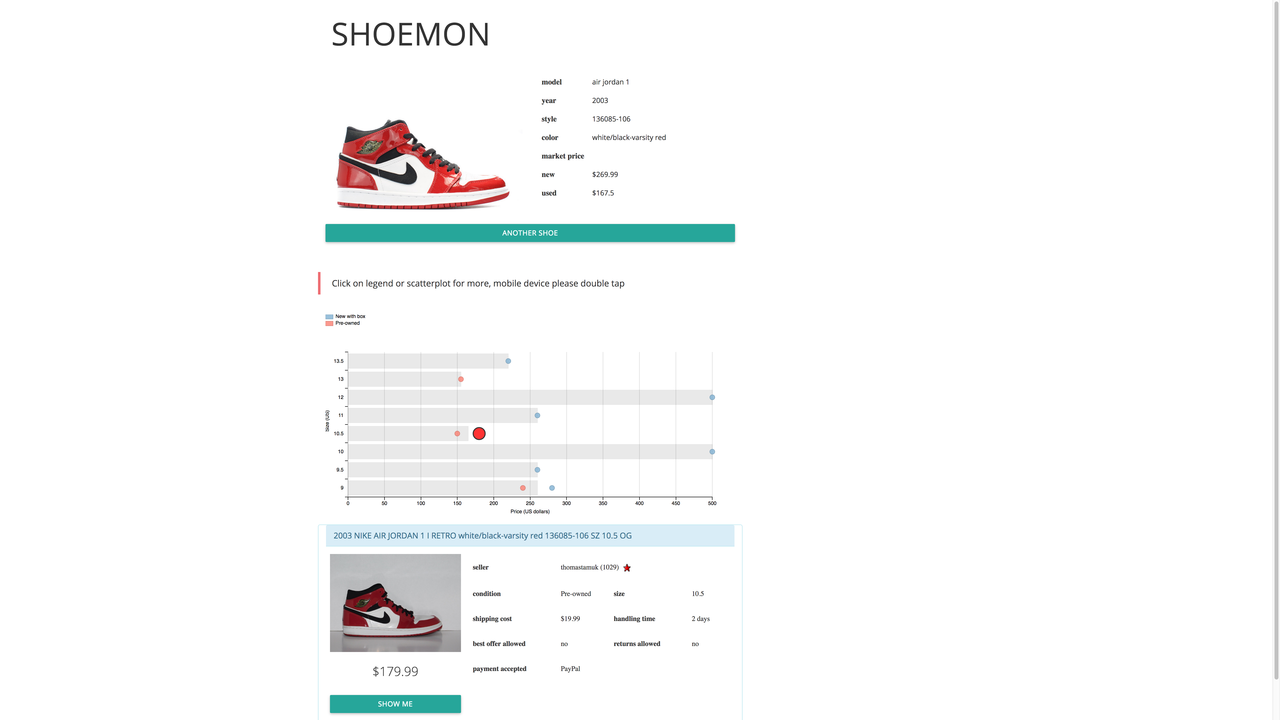 SHOEMON
model air jordan 1
year 2003
style 136085-106
color white/black-varsity red
market price
new $269.99
used $167.5
ANOTHER SHOE
Click on legend or scatterplot for more, mobile device please double tap
New with box
Pre-owned
Size (US)
13.5
13
12
11
10.5
10
9.5
9
0 50 100 150 200 250 300 350 400 450 500
Price (US dollars)
2003 NIKE AIR JORDAN 1 I RETRO white/black-varsity red 136085-106 SZ 10.5 OG
seller thomastamuk (1029)
condition Pre-owned size 10.5
shipping cost $19.99 handling time 2 days
best offer allowed no returns allowed no
payment accepted PayPal
$179.99
SHOW ME